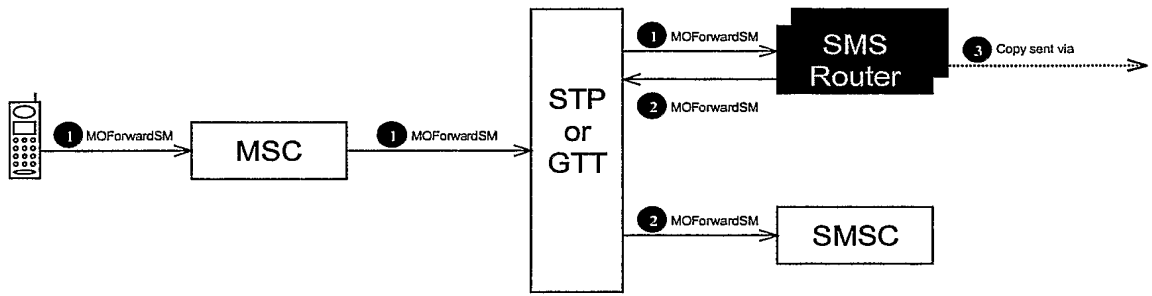 1 MOForwardSM
SMS
Router
3 Copy sent via
2 MOForwardSM
STP
or
GTT
1 MOForwardSM
MSC
1 MOForwardSM
2 MOForwardSM
SMSC